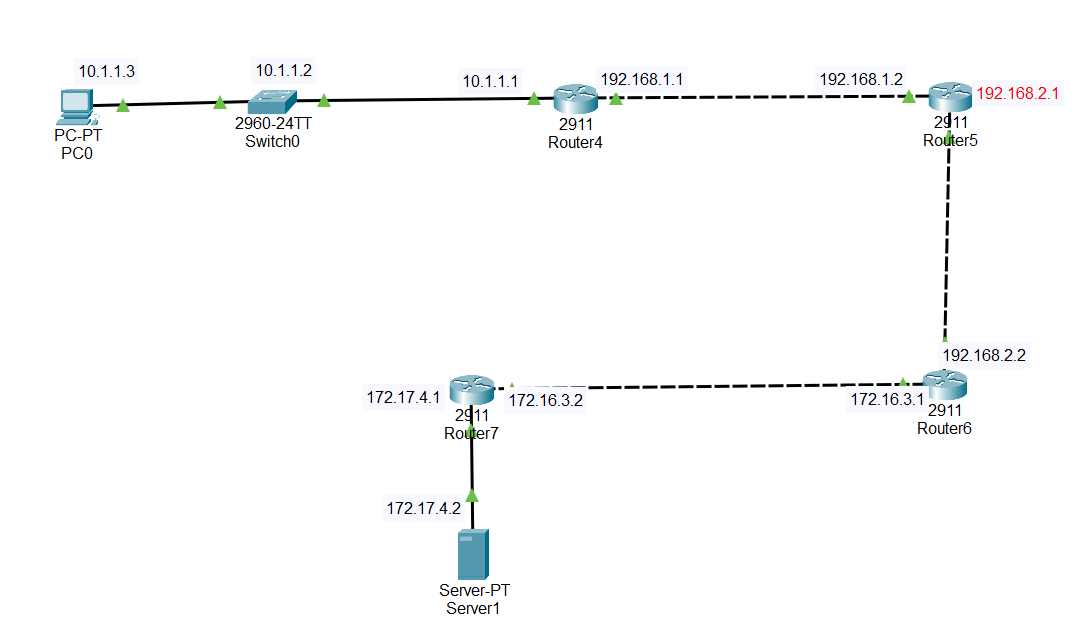 10.1.1.3
PC-PT
PC0
10.1.1.2
2960-24TT
Switch0
10.1.1.1
2911
Router4
192.168.1.1
192.168.1.2
192.168.2.1
2911
Router5
192.168.2.2
172.16.3.1
2911
Router6
172.16.3.2
172.17.4.1
2911
Router7
172.17.4.2
Server-PT
Server1